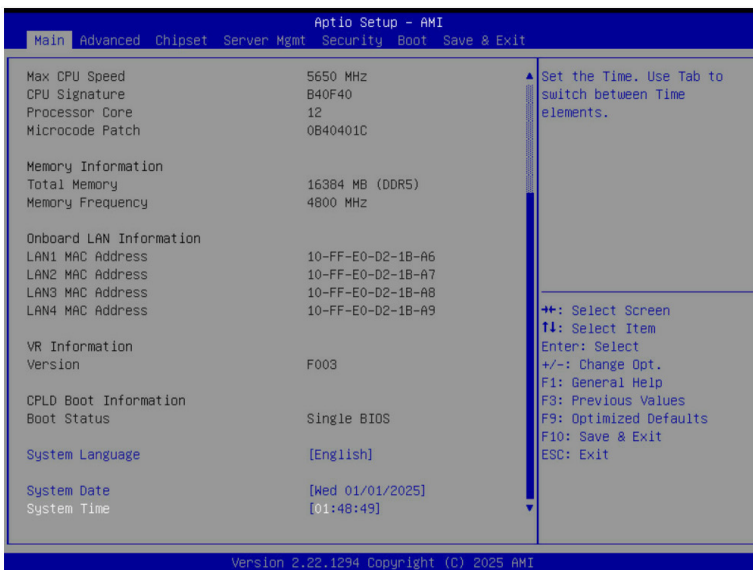 Aptio Setup - AMI
Main Advanced Chipset Server Mgmt Security Boot Save & Exit
Max CPU Speed 5650 MHz
CPU Signature B40F40
Processor Core 12
Microcode Patch 0B40401C
Memory Information
Total Memory 16384 MB (DDR5)
Memory Frequency 4800 MHz
Onboard LAN Information
LAN1 MAC Address 10-FF-E0-D2-1B-A6
LAN2 MAC Address 10-FF-E0-D2-1B-A7
LAN3 MAC Address 10-FF-E0-D2-1B-A8
LAN4 MAC Address 10-FF-E0-D2-1B-A9
VR Information
Version F003
CPLD Boot Information
Boot Status Single BIOS
System Language [English]
System Date [Wed 01/01/2025]
System Time [01:48:49]
Set the Time. Use Tab to
switch between Time
elements.
→←: Select Screen
↑↓: Select Item
Enter: Select
+/-: Change Opt.
F1: General Help
F3: Previous Values
F9: Optimized Defaults
F10: Save & Exit
ESC: Exit
Version 2.22.1294 Copyright (C) 2025 AMI